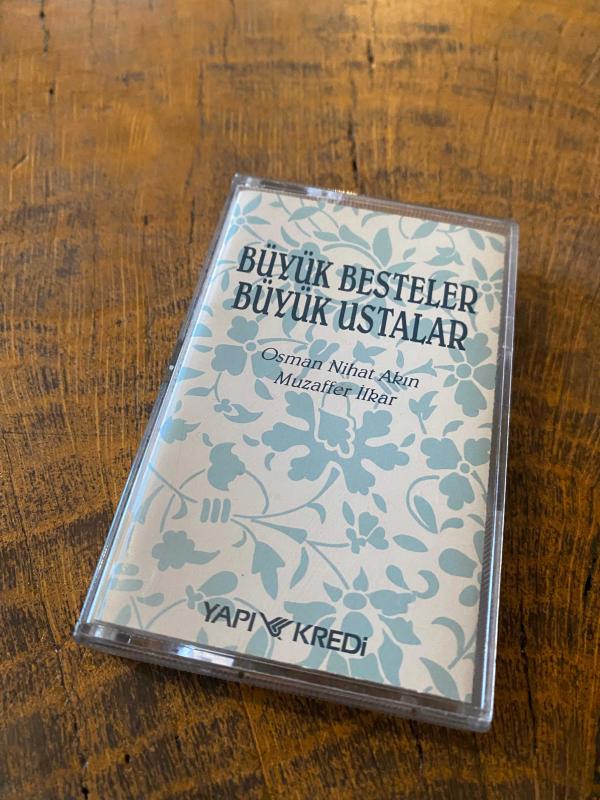 BÜYÜK BESTELER
BÜYÜK USTALAR
Osman Nihat Akın
Muzaffer İlkar
YAPI KREDi